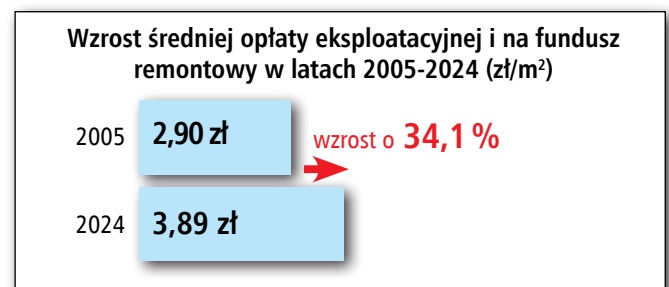 Wzrost średniej opłaty eksploatacyjnej i na fundusz
remontowy w latach 2005-2024 (zł/m²)
2005 2,90 zł wzrost o 34,1 %
2024 3,89 zł